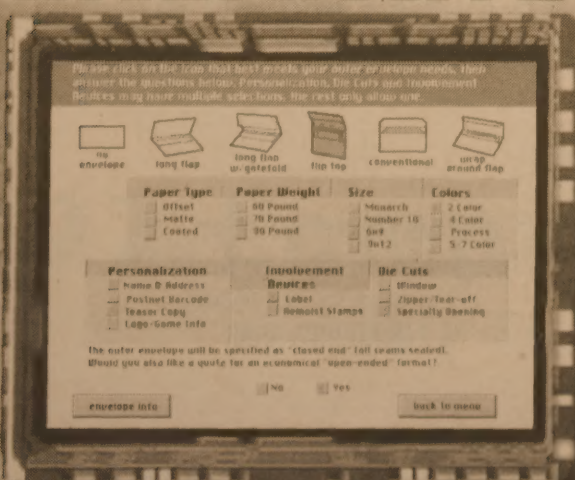 Please click on the icon that best meets your outer envelope needs, then
answer the questions below. Personalization, Die Cuts and Involvement
Devices may have multiple selections, the rest only allow one.
no envelope
long flap
long flap w/ gatefold
flip top
conventional
wrap around flap
Paper Type
Offset
Matte
Coated
Paper Weight
60 Pound
70 Pound
80 Pound
Size
Monarch
Number 10
6x9
9x12
Colors
2 Color
4 Color
Process
5-7 Color
Personalization
Name & Address
Postnet Barcode
Teaser Copy
Logo/Game Info
Involvement
Devices
Label
Remoist Stamps
Die Cuts
Window
Zipper/Tear-off
Specialty Opening
The outer envelope will be specified as "closed end" (all seams sealed).
Would you also like a quote for an economical "open-ended" format?
No
Yes
envelope info
back to menu